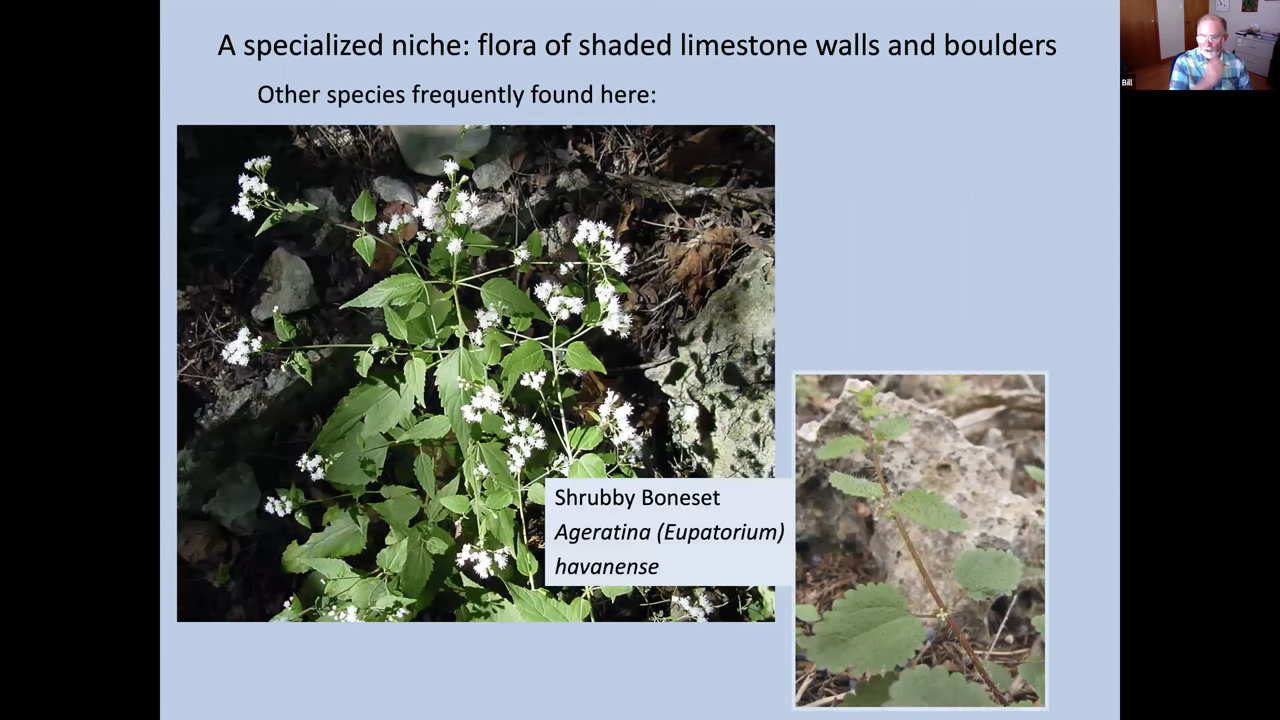 A specialized niche: flora of shaded limestone walls and boulders
Other species frequently found here:
Shrubby Boneset
Ageratina (Eupatorium)
havanense
Bill